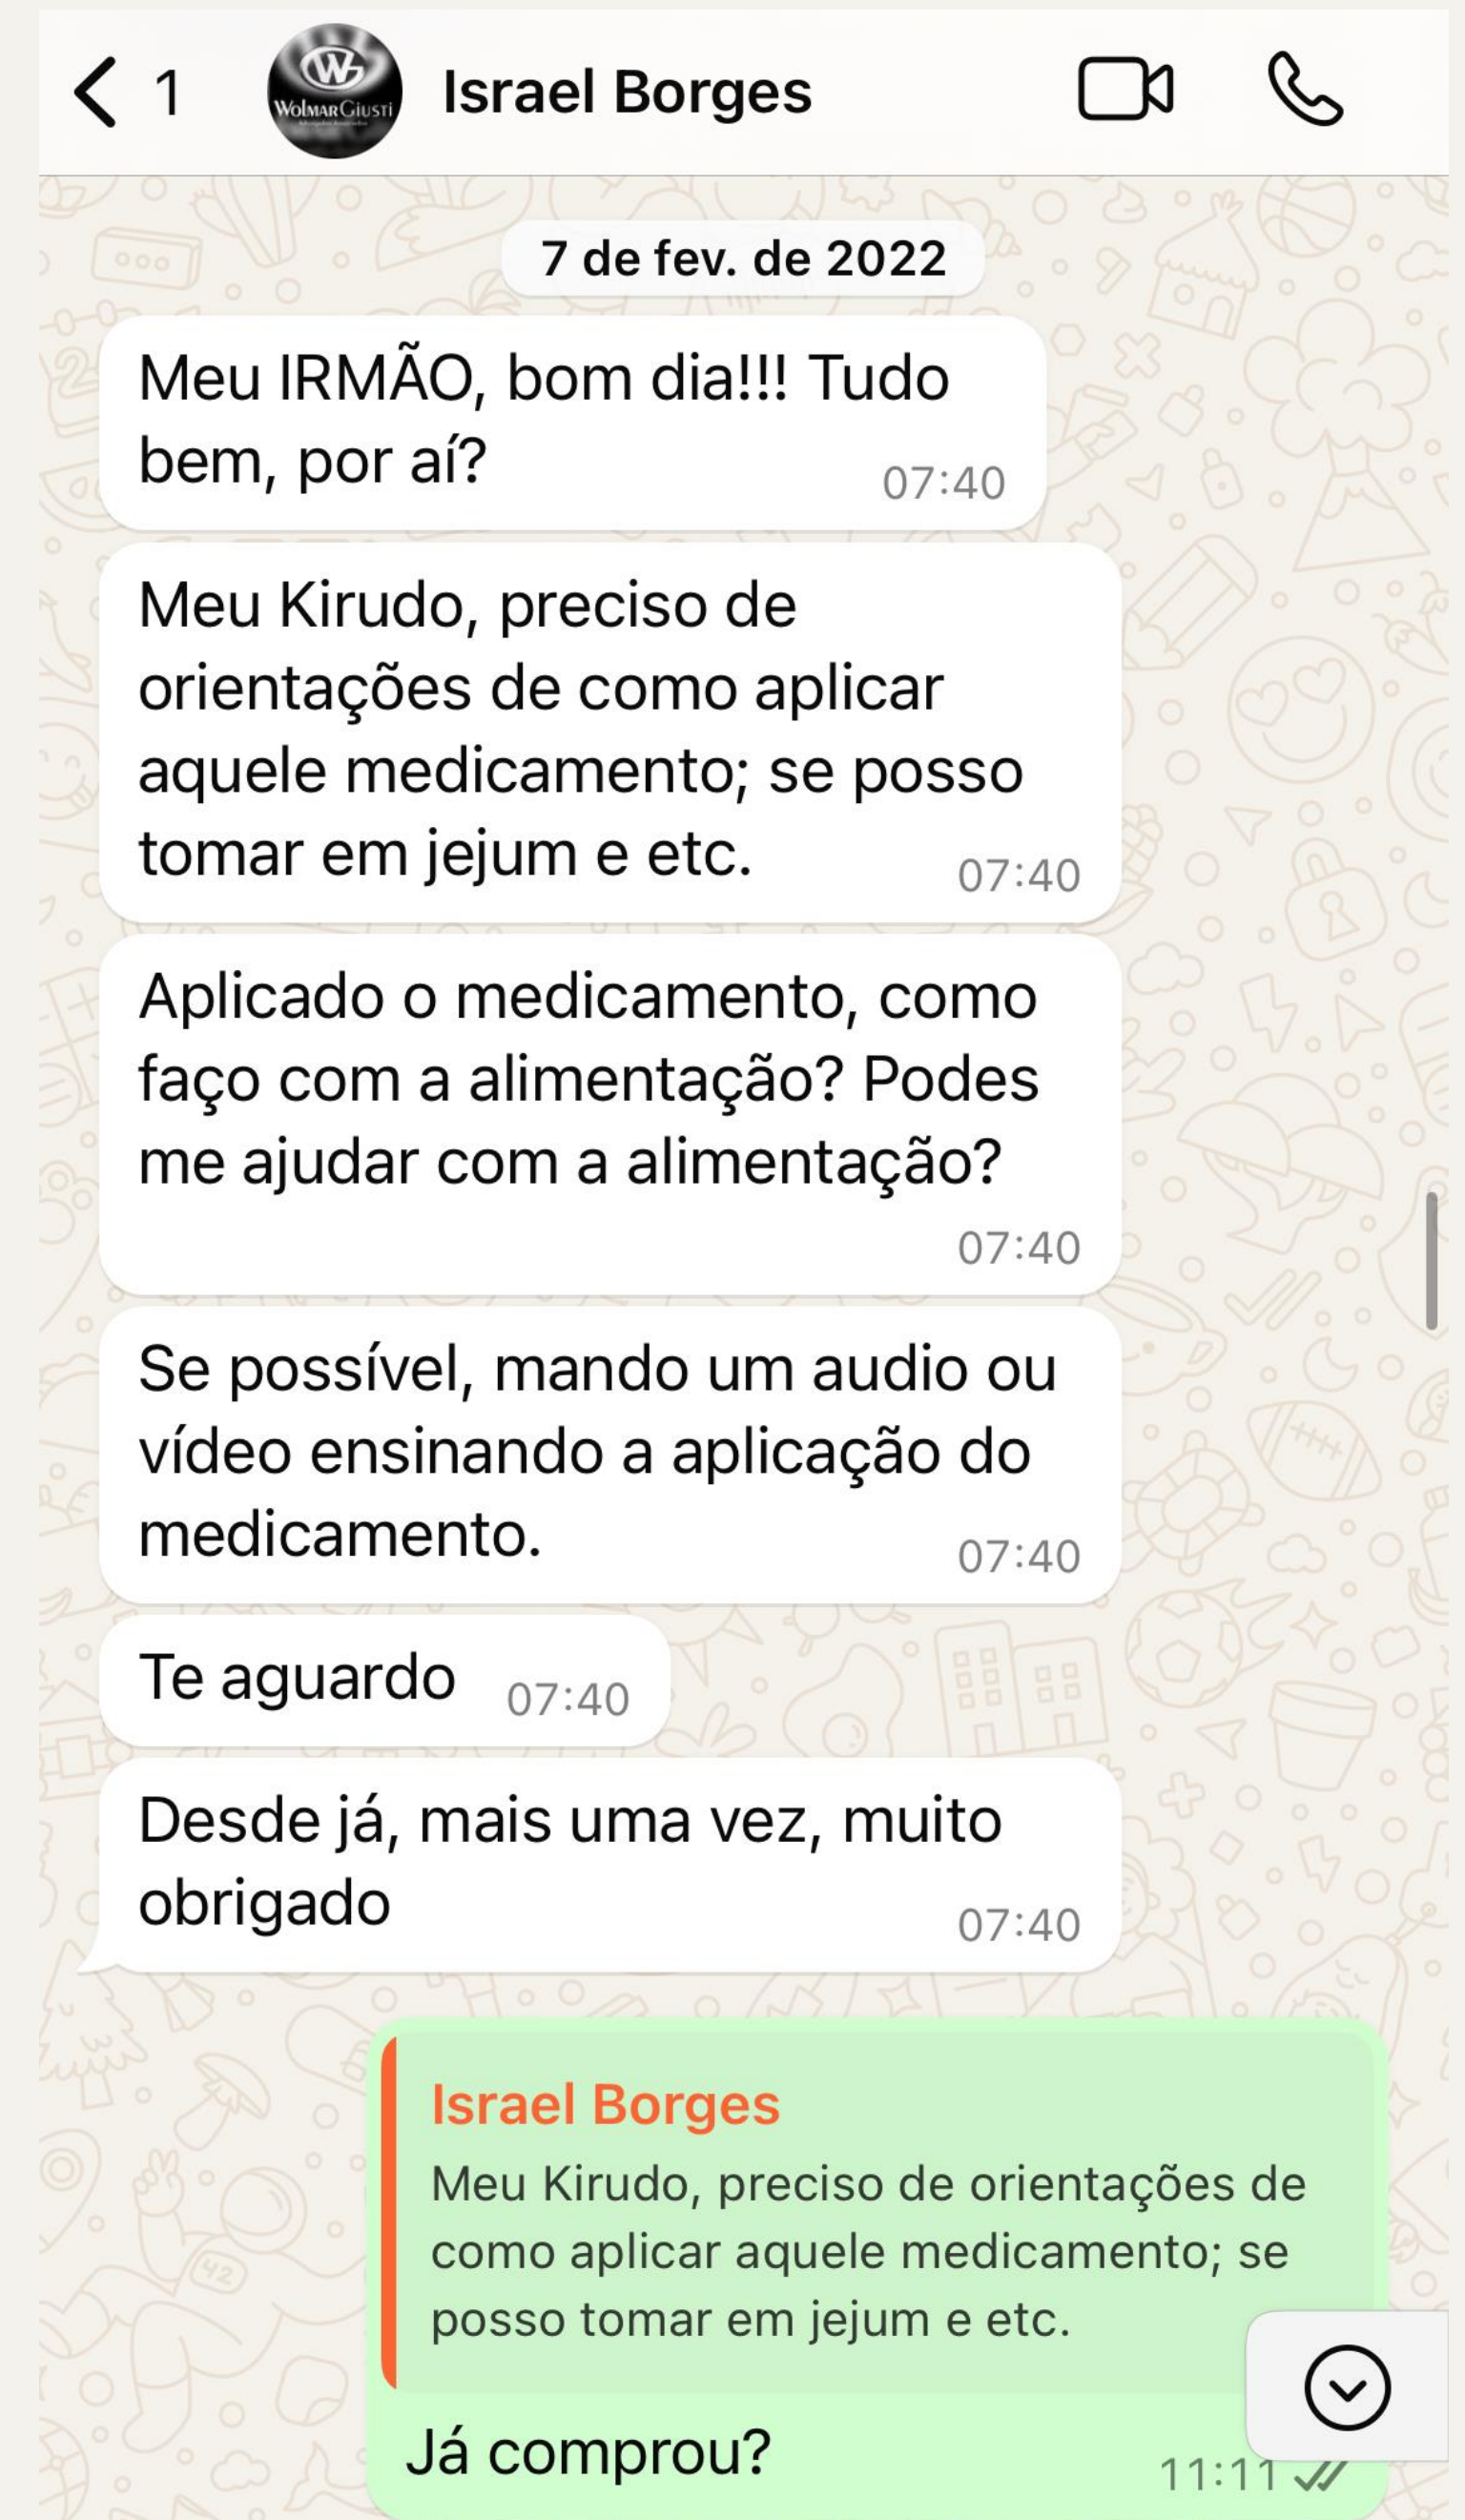 1
WG
WolmarGiusti
Israel Borges
7 de fev. de 2022
Meu IRMÃO, bom dia!!! Tudo
bem, por aí?
07:40
Meu Kirudo, preciso de
orientações de como aplicar
aquele medicamento; se posso
tomar em jejum e etc.
07:40
Aplicado o medicamento, como
faço com a alimentação? Podes
me ajudar com a alimentação?
07:40
Se possível, mando um audio ou
vídeo ensinando a aplicação do
medicamento.
07:40
Te aguardo
07:40
Desde já, mais uma vez, muito
obrigado
07:40
Israel Borges
Meu Kirudo, preciso de orientações de
como aplicar aquele medicamento; se
posso tomar em jejum e etc.
Já comprou?
11:11